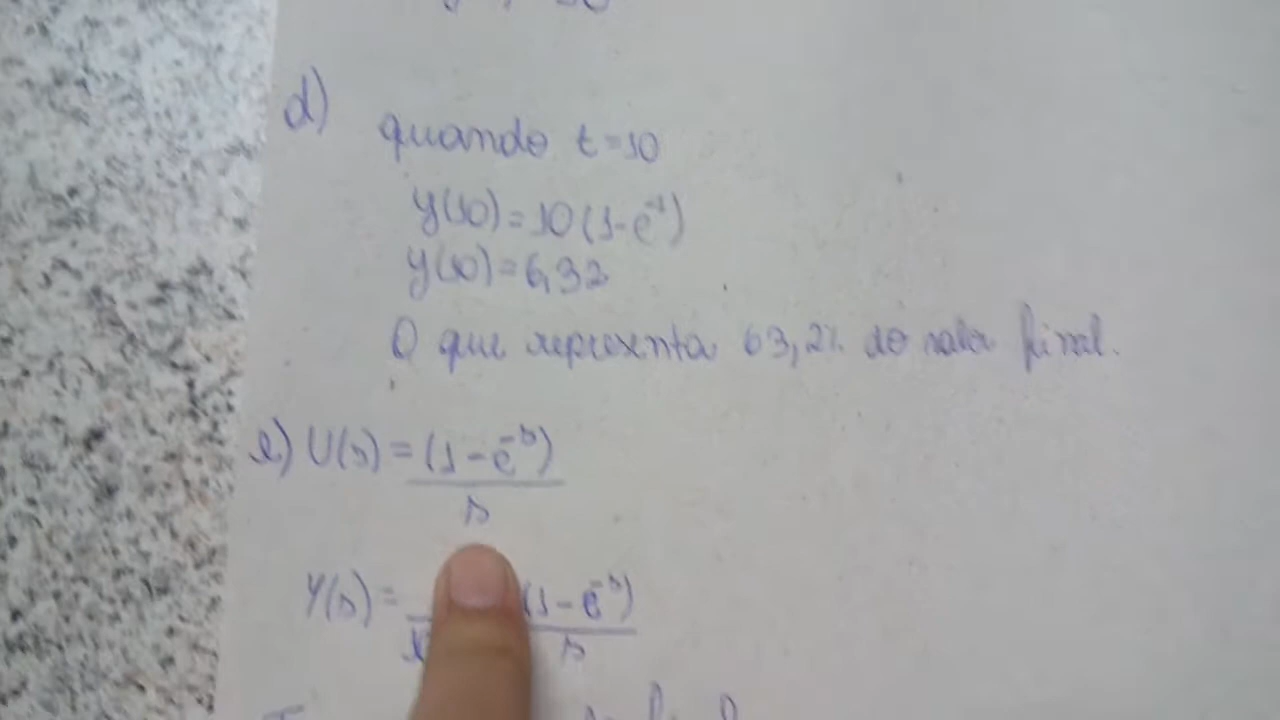 d) quando t=10
y(10)=10(1-e^-1)
y(10)=6,32
O que representa 63,2% do valor final.
e) U(s)=(1-e^-s)/s
Y(s)= (1-e^-s)/s